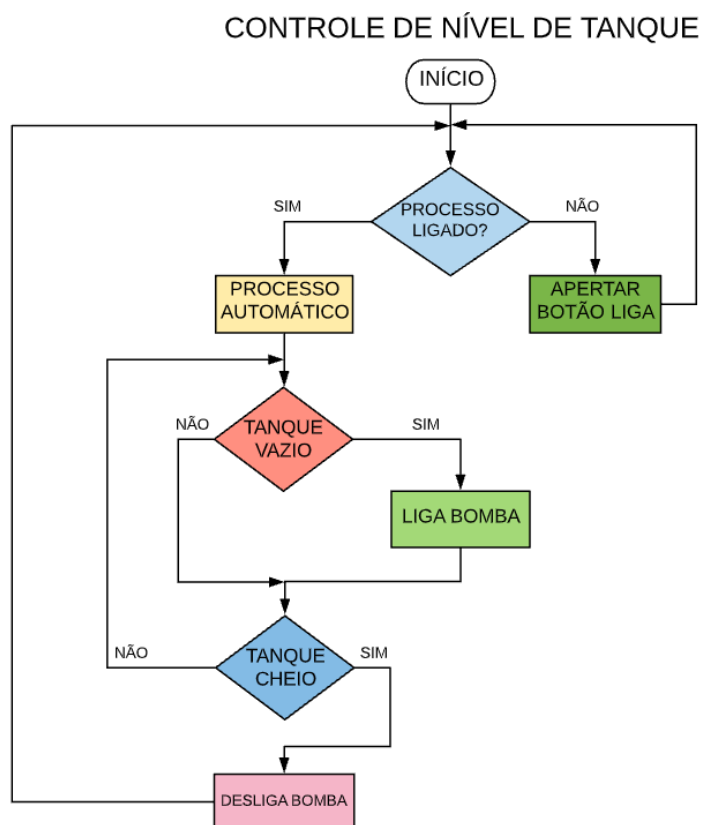 CONTROLE DE NÍVEL DE TANQUE
INÍCIO
PROCESSO
LIGADO?
SIM
NÃO
PROCESSO
AUTOMÁTICO
APERTAR
BOTÃO LIGA
TANQUE
VAZIO
NÃO
SIM
LIGA BOMBA
TANQUE
CHEIO
NÃO
SIM
DESLIGA BOMBA